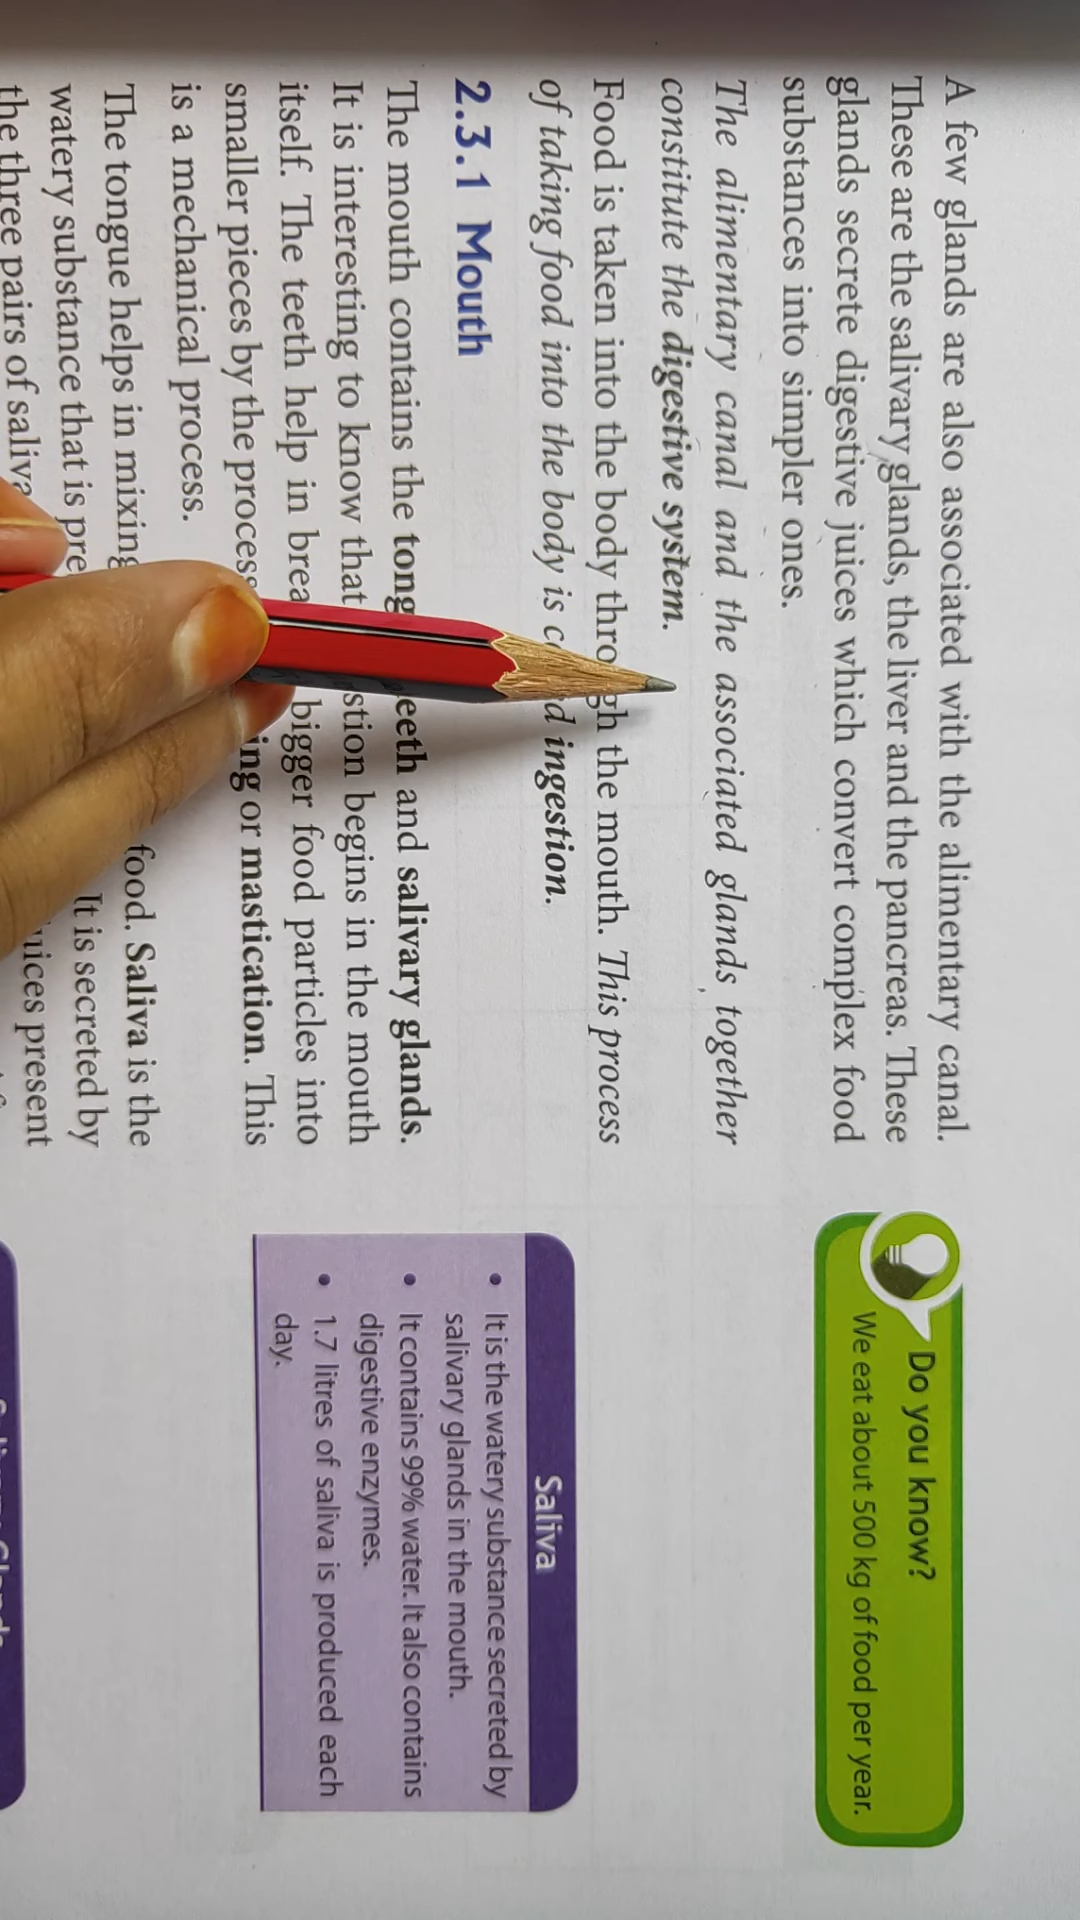 A few glands are also associated with the alimentary canal.
These are the salivary glands, the liver and the pancreas. These
glands secrete digestive juices which convert complex food
substances into simpler ones.
The alimentary canal and the associated glands together
constitute the digestive system.
Food is taken into the body through the mouth. This process
of taking food into the body is ingestion.
2.3.1 Mouth
The mouth contains the teeth and salivary glands.
It is interesting to know that begins in the mouth
itself. The teeth help in bigger food particles into
smaller pieces by the process or mastication. This
is a mechanical process.
The tongue helps in mixing food. Saliva is the
watery substance that is It is secreted by
the three pairs of present
Do you know?
We eat about 500 kg of food per year.
Saliva
• It is the watery substance secreted by
salivary glands in the mouth.
• It contains 99% water. It also contains
digestive enzymes.
• 1.7 litres of saliva is produced each
day.